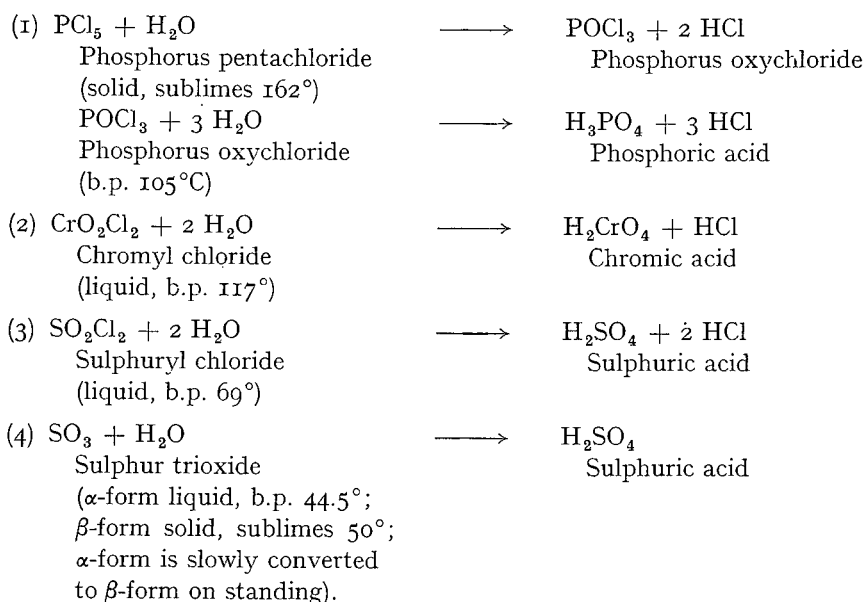 (1) PCl₅ + H₂O ⟶ POCl₃ + 2 HCl
Phosphorus pentachloride Phosphorus oxychloride
(solid, sublimes 162°)
POCl₃ + 3 H₂O ⟶ H₃PO₄ + 3 HCl
Phosphorus oxychloride Phosphoric acid
(b.p. 105°C)
(2) CrO₂Cl₂ + 2 H₂O ⟶ H₂CrO₄ + HCl
Chromyl chloride Chromic acid
(liquid, b.p. 117°)
(3) SO₂Cl₂ + 2 H₂O ⟶ H₂SO₄ + 2 HCl
Sulphuryl chloride Sulphuric acid
(liquid, b.p. 69°)
(4) SO₃ + H₂O ⟶ H₂SO₄
Sulphur trioxide Sulphuric acid
(α-form liquid, b.p. 44.5°;
β-form solid, sublimes 50°;
α-form is slowly converted
to β-form on standing).